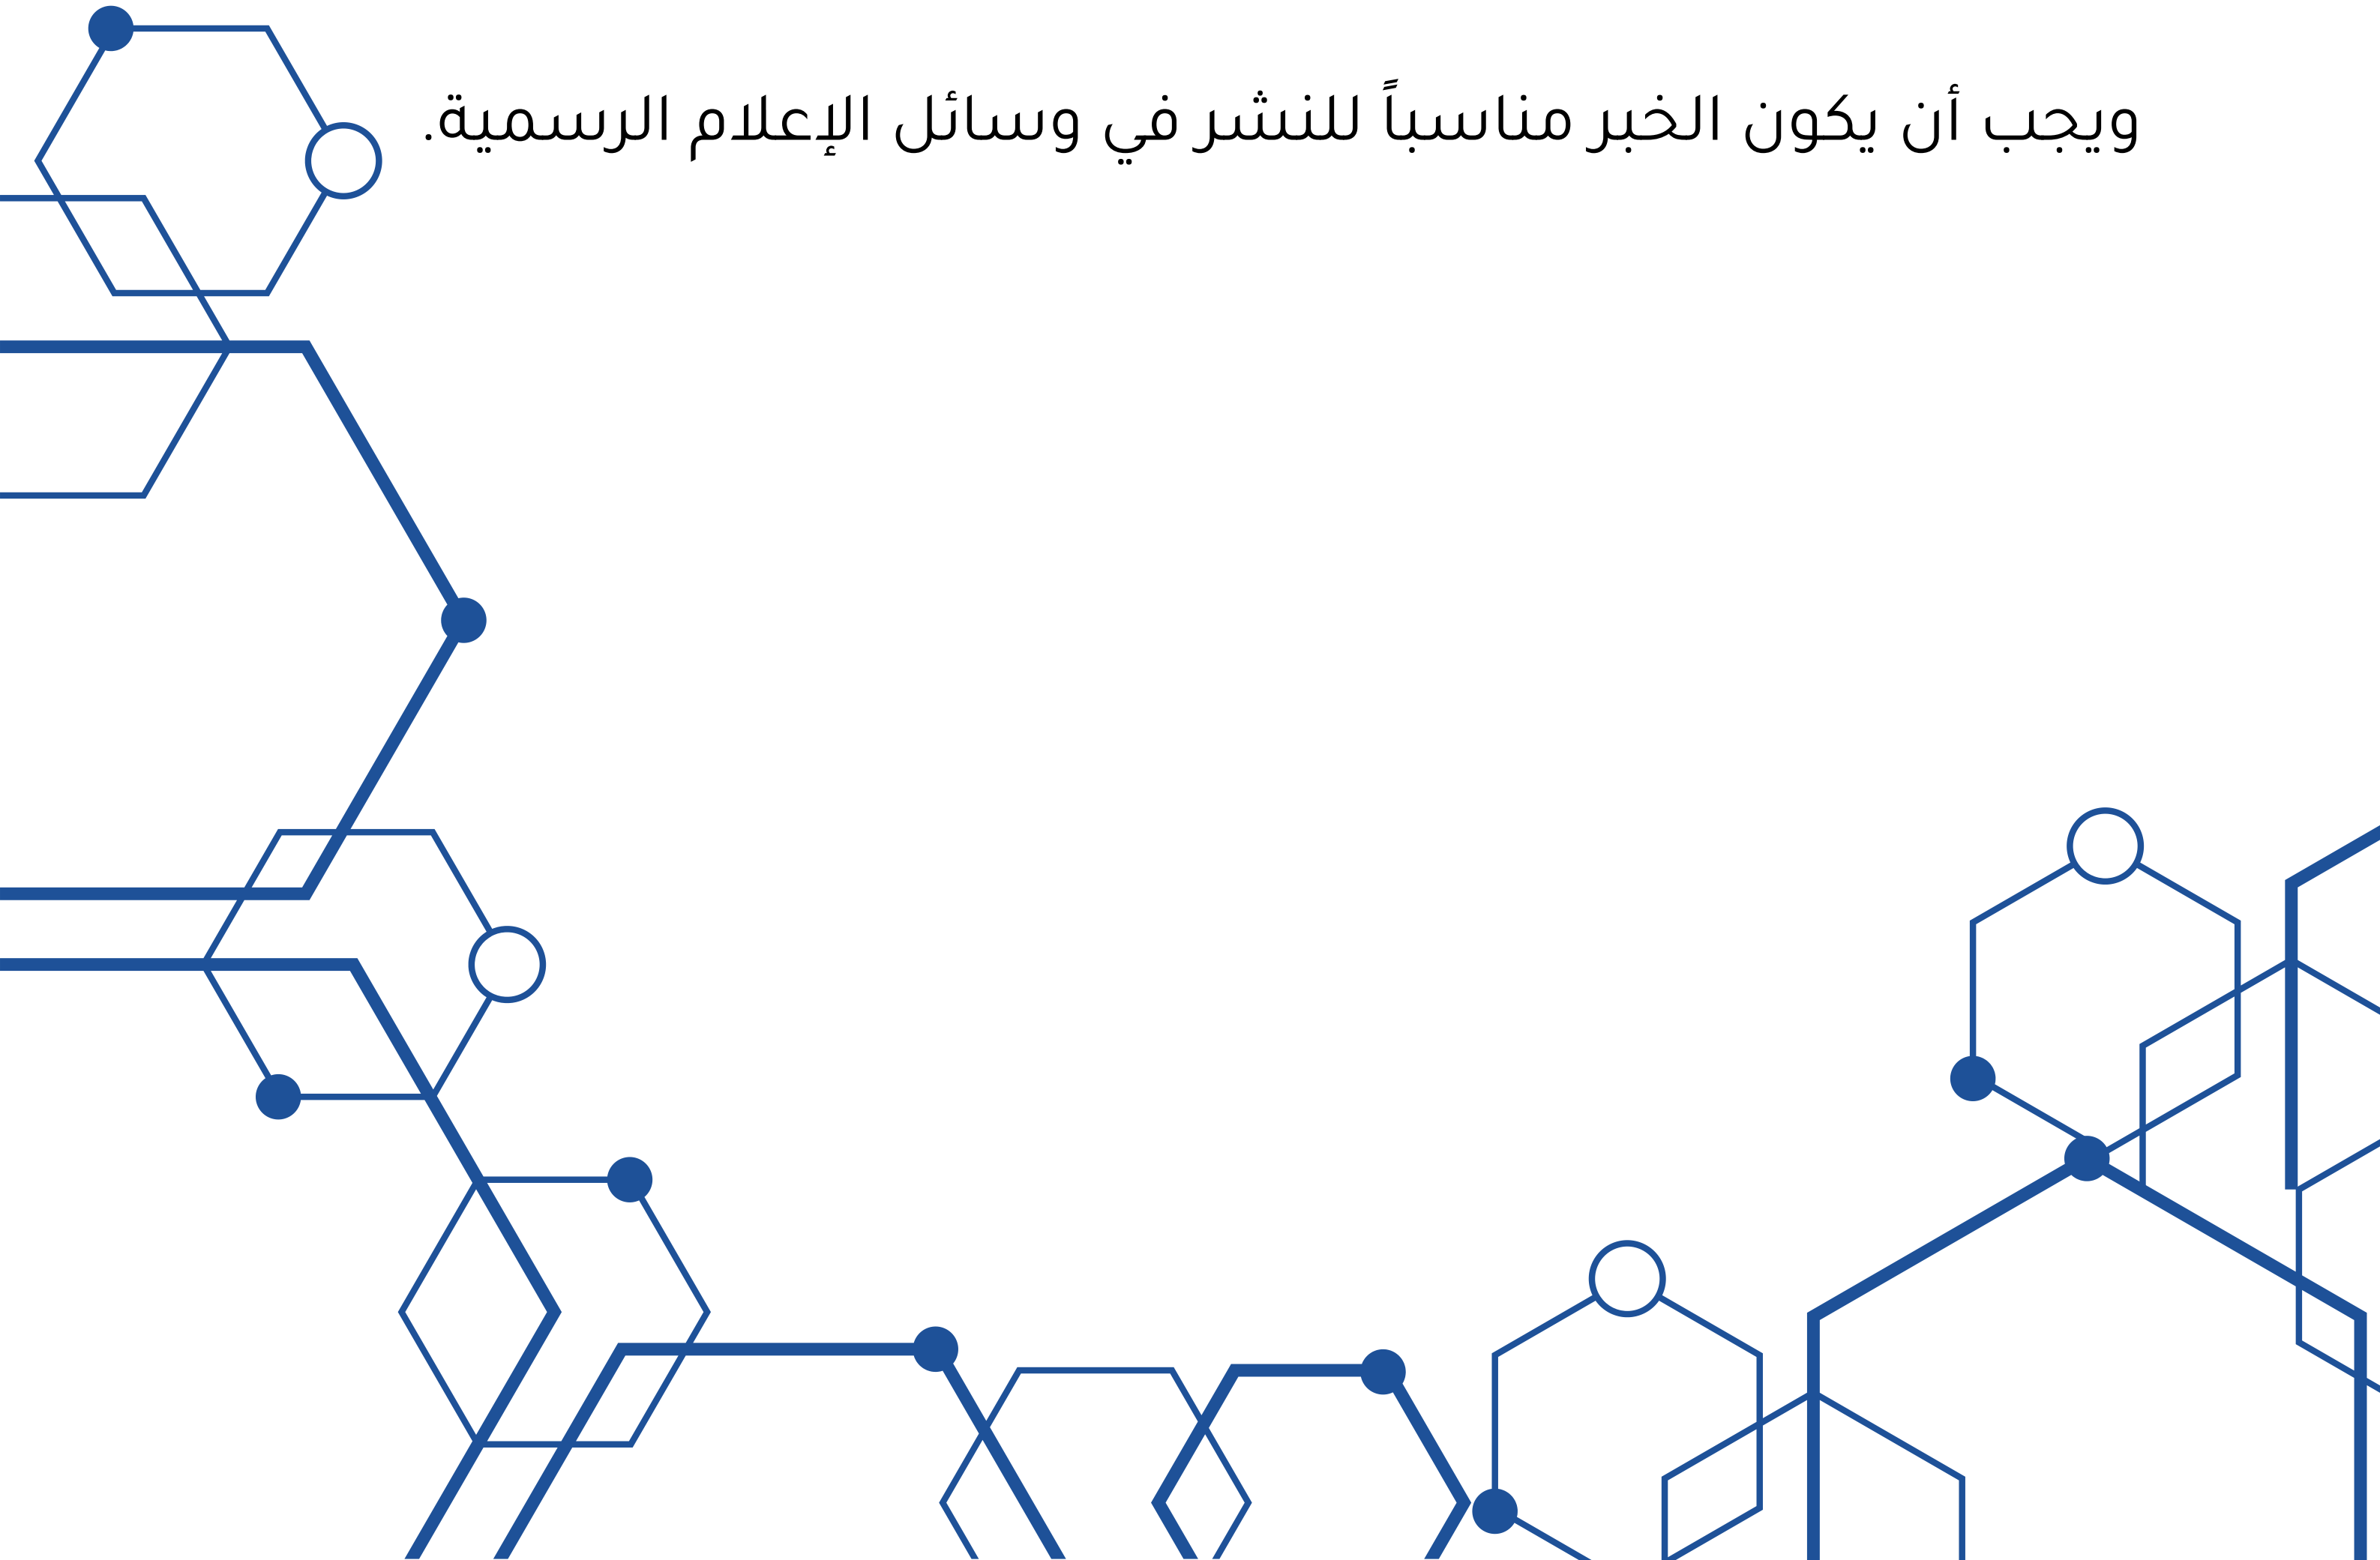 ويجب أن يكون الخبر مناسباً للنشر في وسائل الإعلام الرسمية.